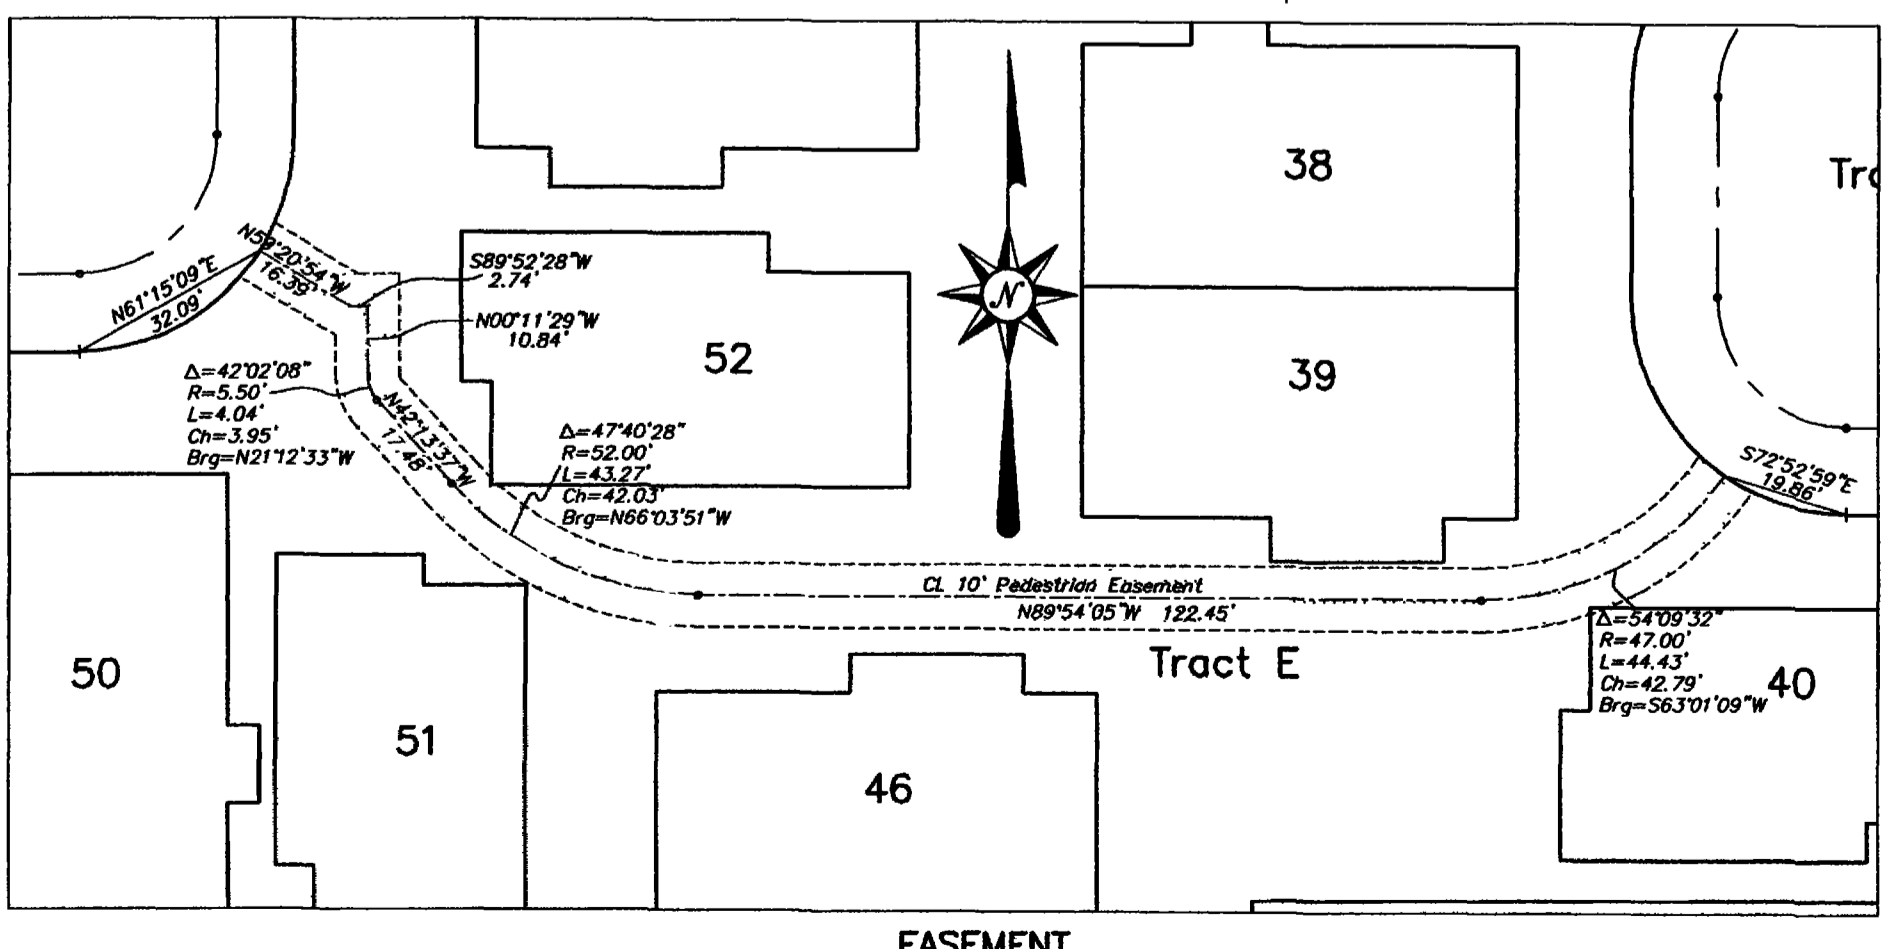 38
Tra
N59°20'54"W
16.39'
N61°15'09"E
32.09'
S89°52'28"W
2.74'
N00°11'29"W
10.84'
52
N
39
Δ=42°02'08"
R=5.50'
L=4.04'
Ch=3.95'
Brg=N21°12'33"W
N42°13'37"W
17.48'
Δ=47°40'28"
R=52.00'
L=43.27'
Ch=42.03'
Brg=N66°03'51"W
S72°52'59"E
19.86'
CL 10' Pedestrian Easement
N89°54'05"W 122.45'
Δ=54°09'32"
R=47.00'
L=44.43'
Ch=42.79'
Brg=S63°01'09"W
Tract E
50
40
51
46
EASEMENT